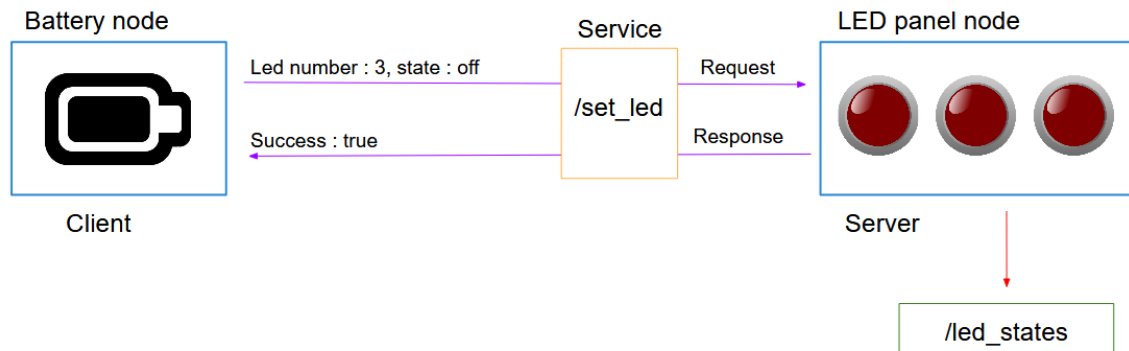 Battery node
Service
LED panel node
Led number : 3, state : off
Request
/set_led
Success : true
Response
Client
Server
/led_states